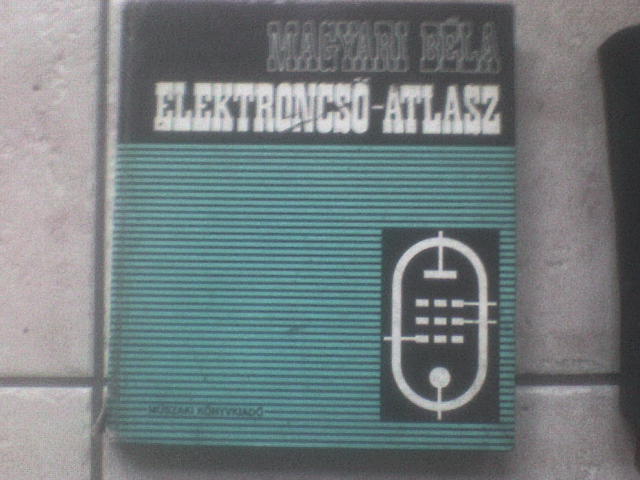 MAGYARI BÉLA
ELEKTRONCSŐ-ATLASZ
MŰSZAKI KÖNYVKIADÓ